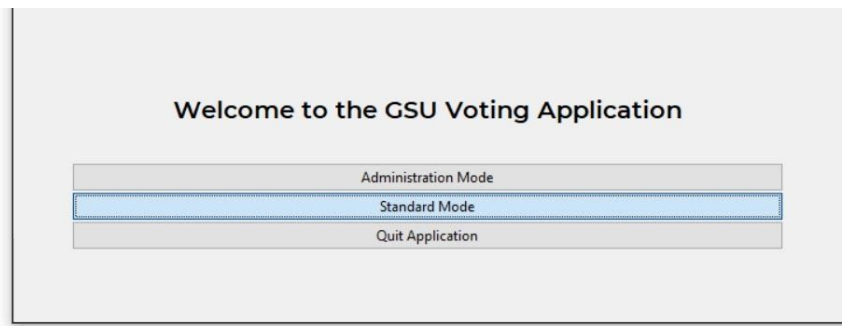 Welcome to the GSU Voting Application
Administration Mode
Standard Mode
Quit Application